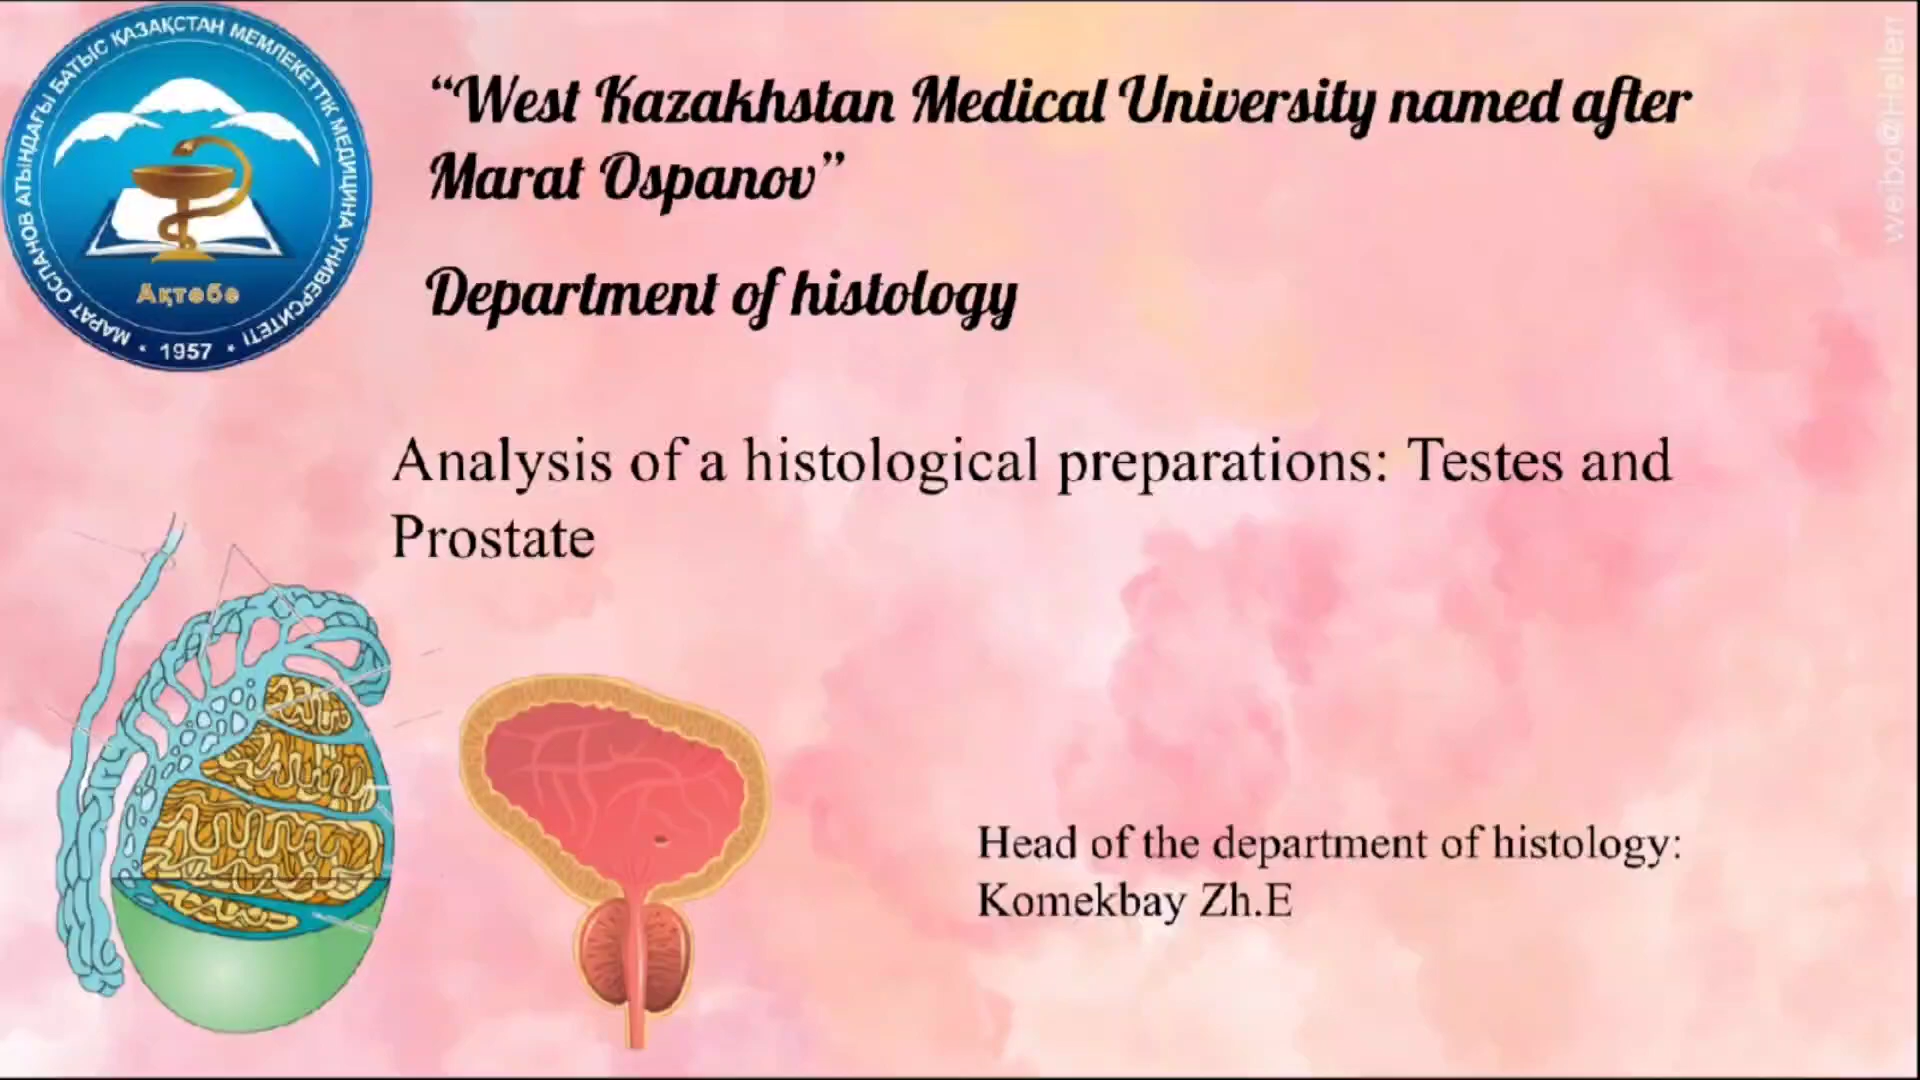 МАРАТ ОСПАНОВ АТЫНДАҒЫ БАТЫС ҚАЗАҚСТАН МЕМЛЕКЕТТІК МЕДИЦИНА УНИВЕРСИТЕТІ
Ақтөбе
* 1957 *
“West Kazakhstan Medical University named after
Marat Ospanov”
Department of histology
Analysis of a histological preparations: Testes and
Prostate
Head of the department of histology:
Komekbay Zh.E